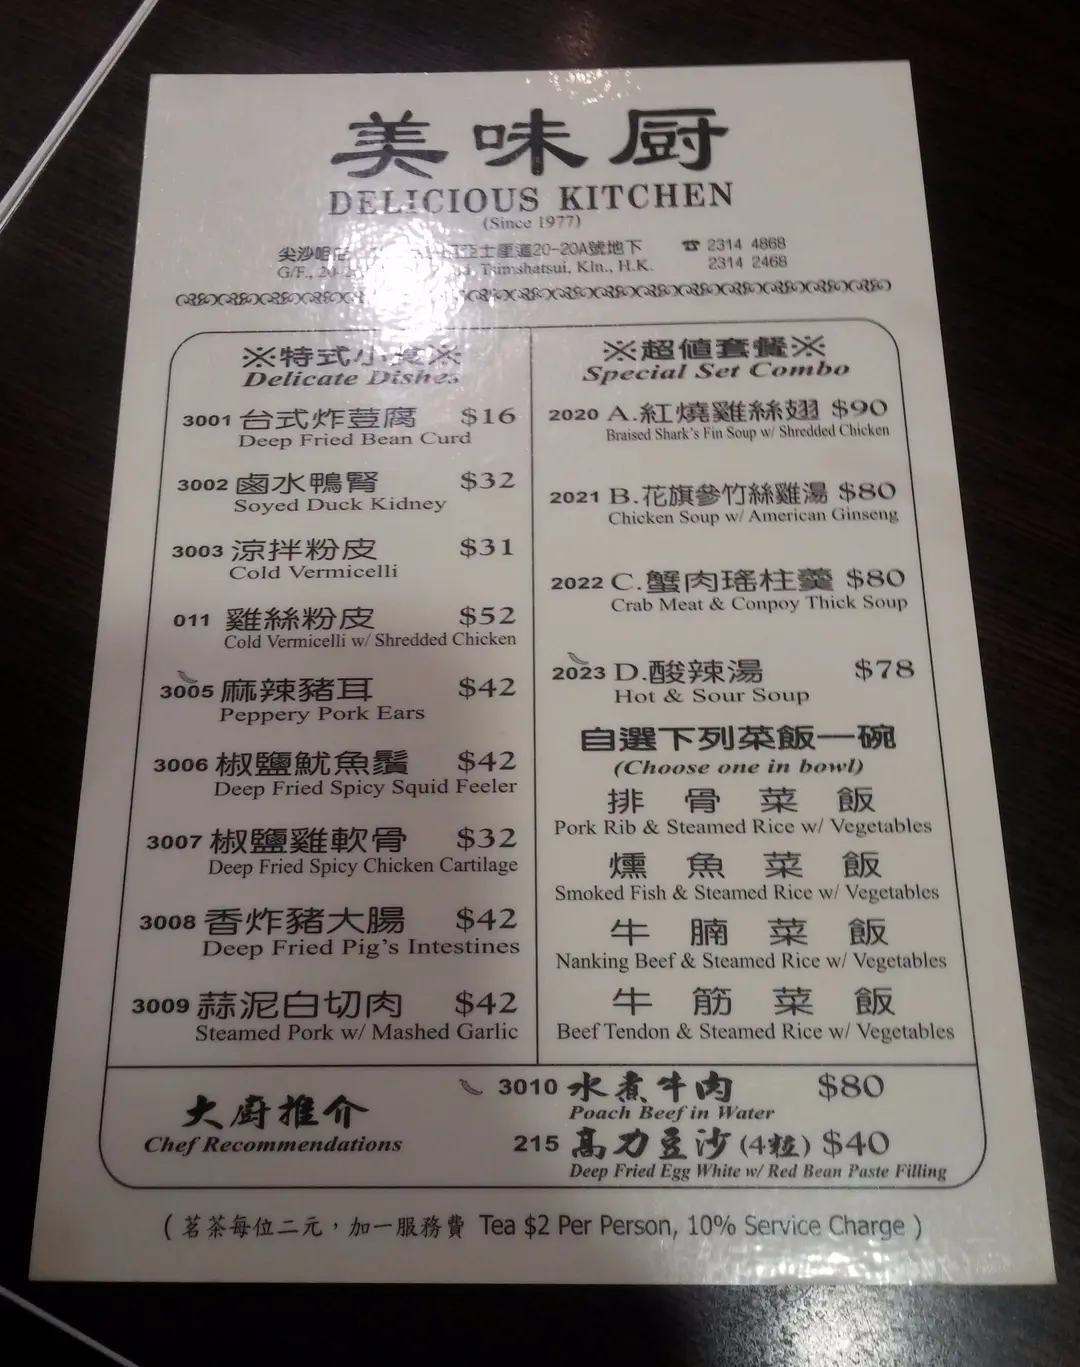 美味厨
DELICIOUS KITCHEN
(Since 1977)
尖沙咀 亞士厘道20-20A號地下 ☎ 2314 4868
G/F., Tsimshatsui, Kln., H.K. 2314 2468
※特式小食※
Delicate Dishes
3001 台式炸荳腐 $16
Deep Fried Bean Curd
3002 鹵水鴨腎 $32
Soyed Duck Kidney
3003 涼拌粉皮 $31
Cold Vermicelli
011 雞絲粉皮 $52
Cold Vermicelli w/ Shredded Chicken
3005 麻辣豬耳 $42
Peppery Pork Ears
3006 椒鹽魷魚鬚 $42
Deep Fried Spicy Squid Feeler
3007 椒鹽雞軟骨 $32
Deep Fried Spicy Chicken Cartilage
3008 香炸豬大腸 $42
Deep Fried Pig's Intestines
3009 蒜泥白切肉 $42
Steamed Pork w/ Mashed Garlic
※超值套餐※
Special Set Combo
2020 A.紅燒雞絲翅 $90
Braised Shark's Fin Soup w/ Shredded Chicken
2021 B.花旗參竹絲雞湯 $80
Chicken Soup w/ American Ginseng
2022 C.蟹肉瑤柱羹 $80
Crab Meat & Conpoy Thick Soup
2023 D.酸辣湯 $78
Hot & Sour Soup
自選下列菜飯一碗
(Choose one in bowl)
排骨菜飯
Pork Rib & Steamed Rice w/ Vegetables
燻魚菜飯
Smoked Fish & Steamed Rice w/ Vegetables
牛腩菜飯
Nanking Beef & Steamed Rice w/ Vegetables
牛筋菜飯
Beef Tendon & Steamed Rice w/ Vegetables
大廚推介
Chef Recommendations
3010 水煮牛肉 $80
Poach Beef in Water
215 高力豆沙(4粒) $40
Deep Fried Egg White w/ Red Bean Paste Filling
(茗茶每位二元，加一服務費 Tea $2 Per Person, 10% Service Charge)